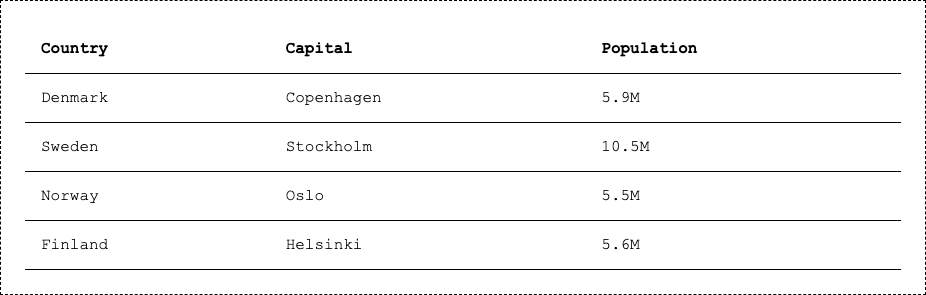 Country Capital Population
Denmark Copenhagen 5.9M
Sweden Stockholm 10.5M
Norway Oslo 5.5M
Finland Helsinki 5.6M